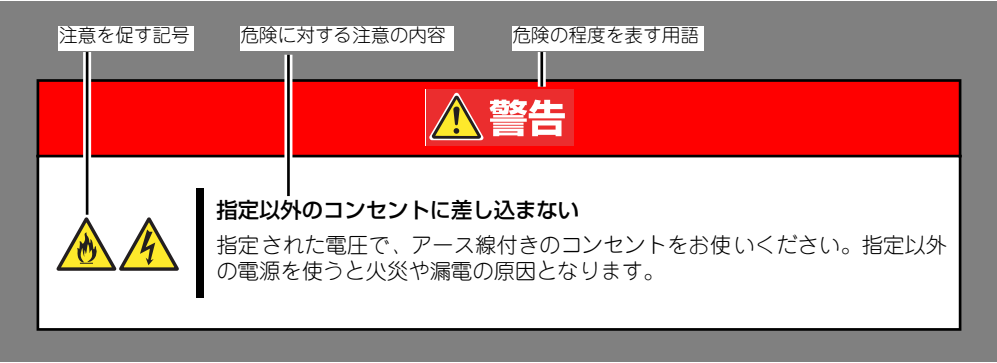 注意を促す記号
危険に対する注意の内容
危険の程度を表す用語
警告
指定以外のコンセントに差し込まない
指定された電圧で、アース線付きのコンセントをお使いください。指定以外
の電源を使うと火災や漏電の原因となります。